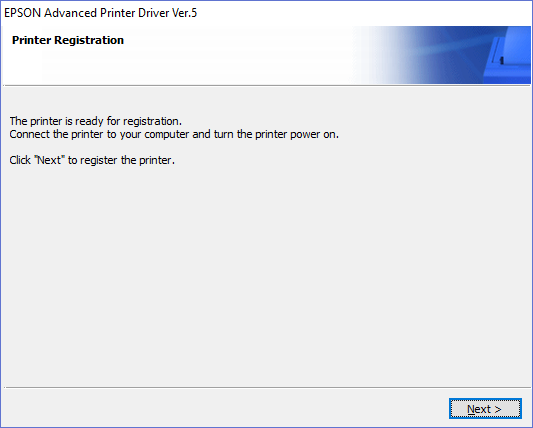 EPSON Advanced Printer Driver Ver.5
Printer Registration
The printer is ready for registration.
Connect the printer to your computer and turn the printer power on.
Click "Next" to register the printer.
Next >